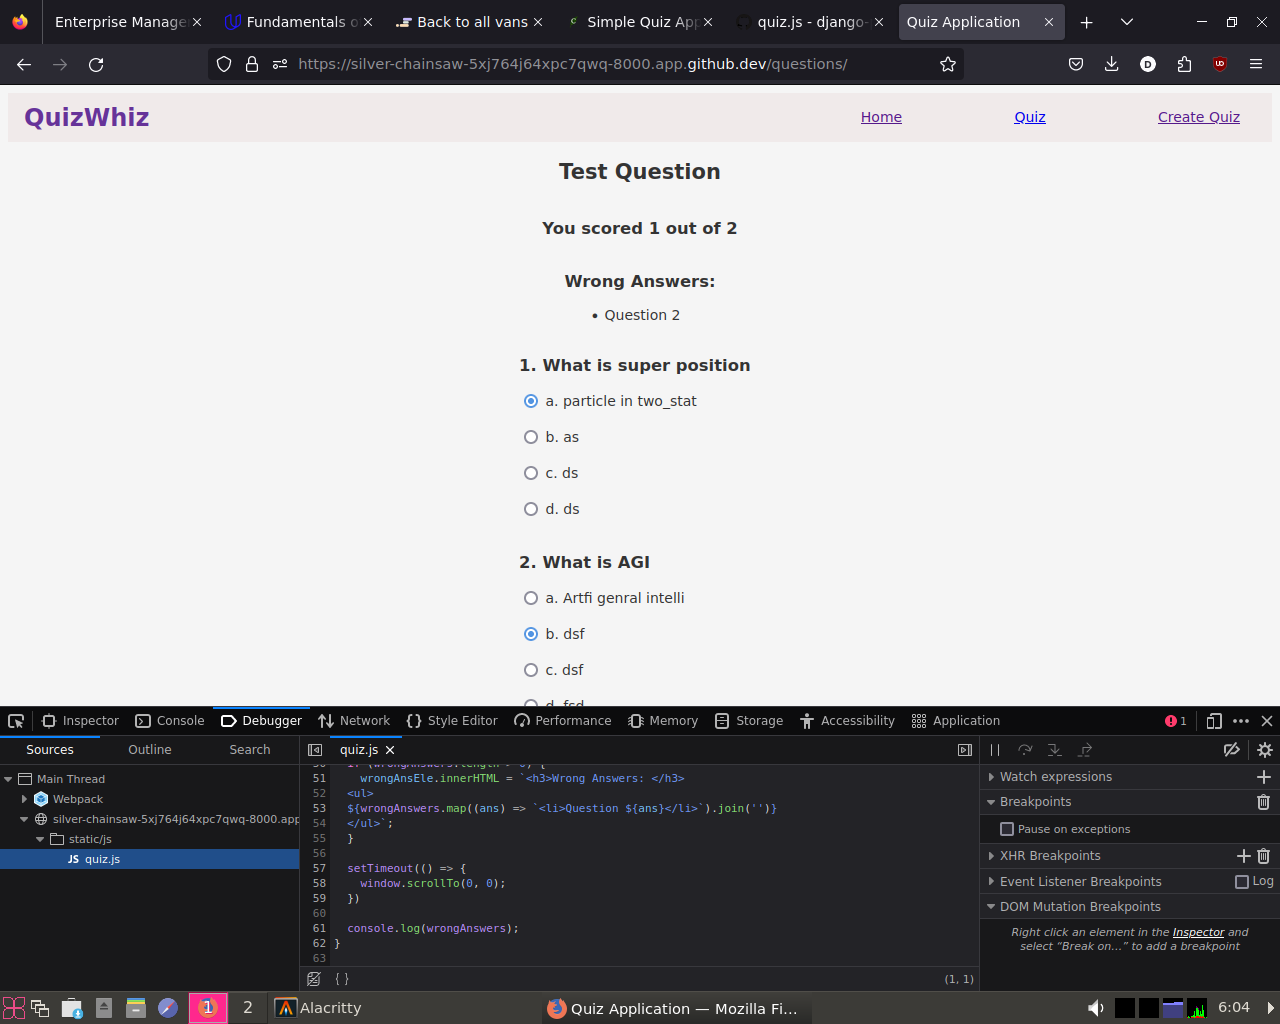 Enterprise Manage
Fundamentals o
Back to all vans
Simple Quiz App
quiz.js - django-
Quiz Application
https://silver-chainsaw-5xj764j64xpc7qwq-8000.app.github.dev/questions/
QuizWhiz
Home
Quiz
Create Quiz
Test Question
You scored 1 out of 2
Wrong Answers:
• Question 2
1. What is super position
a. particle in two_stat
b. as
c. ds
d. ds
2. What is AGI
a. Artfi genral intelli
b. dsf
c. dsf
d. fsd
Inspector
Console
Debugger
Network
Style Editor
Performance
Memory
Storage
Accessibility
Application
1
Sources
Outline
Search
quiz.js
Main Thread
Webpack
silver-chainsaw-5xj764j64xpc7qwq-8000.app
static/js
JS quiz.js
50 if (wrongAnswers.length > 0) {
51 wrongAnsEle.innerHTML = `<h3>Wrong Answers: </h3>
52 <ul>
53 ${wrongAnswers.map((ans) => `<li>Question ${ans}</li>`).join('')}
54 </ul>`;
55 }
56
57 setTimeout(() => {
58 window.scrollTo(0, 0);
59 })
60
61 console.log(wrongAnswers);
62 }
63
{ }
(1, 1)
Watch expressions
Breakpoints
Pause on exceptions
XHR Breakpoints
Event Listener Breakpoints
Log
DOM Mutation Breakpoints
Right click an element in the Inspector and
select “Break on…” to add a breakpoint
1
2
Alacritty
Quiz Application — Mozilla Fi...
6:04